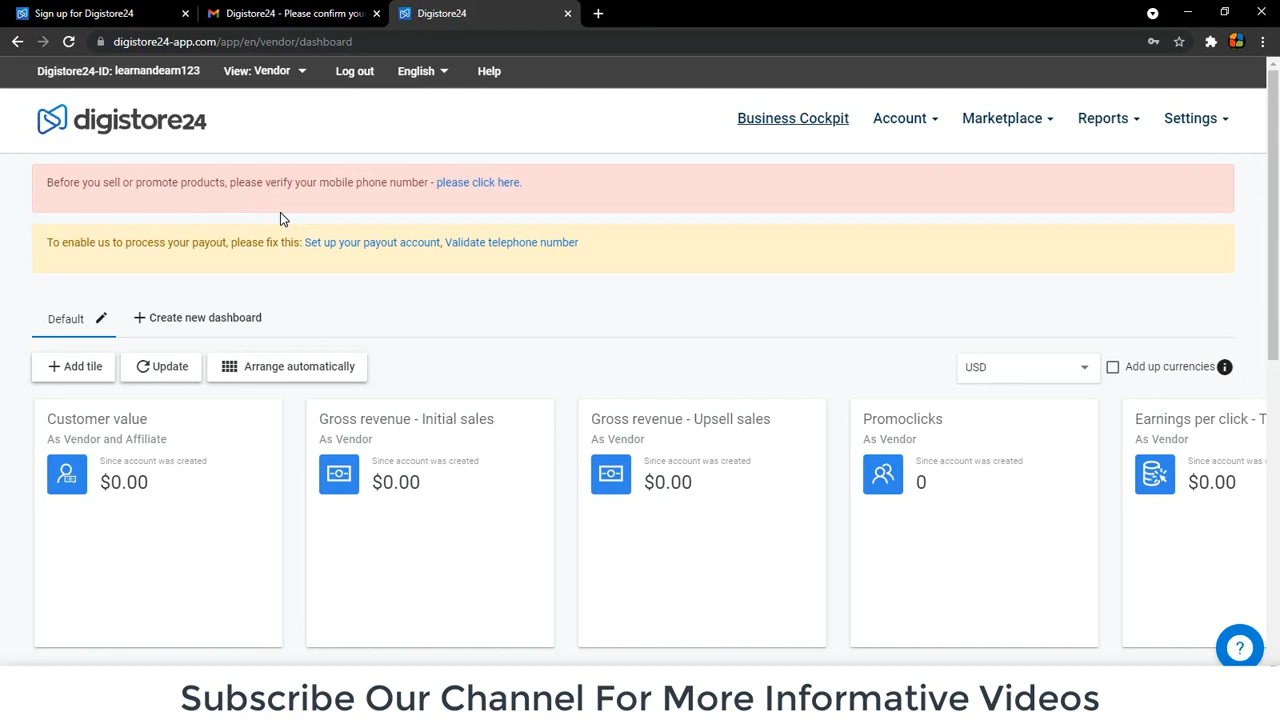 Sign up for Digistore24
Digistore24 - Please confirm you
Digistore24
digistore24-app.com/app/en/vendor/dashboard
Digistore24-ID: learnandearn123
View: Vendor
Log out
English
Help
digistore24
Business Cockpit
Account
Marketplace
Reports
Settings
Before you sell or promote products, please verify your mobile phone number - please click here.
To enable us to process your payout, please fix this: Set up your payout account, Validate telephone number
Default
+ Create new dashboard
+ Add tile
Update
Arrange automatically
USD
Add up currencies
Customer value
As Vendor and Affiliate
Since account was created
$0.00
Gross revenue - Initial sales
As Vendor
Since account was created
$0.00
Gross revenue - Upsell sales
As Vendor
Since account was created
$0.00
Promoclicks
As Vendor
Since account was created
0
Earnings per click - T
As Vendor
Since account was c
$0.00
?
Subscribe Our Channel For More Informative Videos